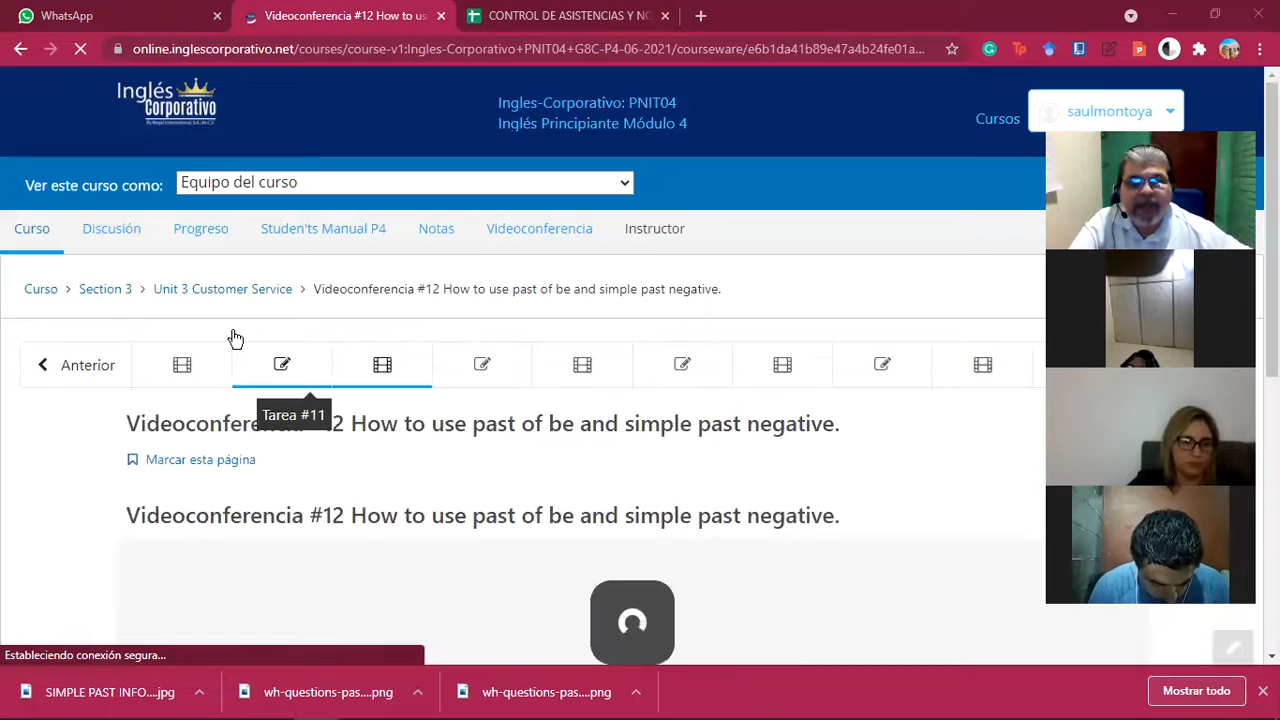 WhatsApp
Videoconferencia #12 How to us
CONTROL DE ASISTENCIAS Y NO
online.inglescorporativo.net/courses/course-v1:Ingles-Corporativo+PNIT04+G8C-P4-06-2021/courseware/e6b1da41b89e47a4b24fe01a...
Inglés
Corporativo
Ingles-Corporativo: PNIT04
Inglés Principiante Módulo 4
Cursos
saulmontoya
Ver este curso como:
Equipo del curso
Curso
Discusión
Progreso
Studen'ts Manual P4
Notas
Videoconferencia
Instructor
Curso > Section 3 > Unit 3 Customer Service > Videoconferencia #12 How to use past of be and simple past negative.
Anterior
Tarea #11
Videoconferencia #12 How to use past of be and simple past negative.
Marcar esta página
Videoconferencia #12 How to use past of be and simple past negative.
Estableciendo conexión segura...
SIMPLE PAST INFO....jpg
wh-questions-pas....png
wh-questions-pas....png
Mostrar todo